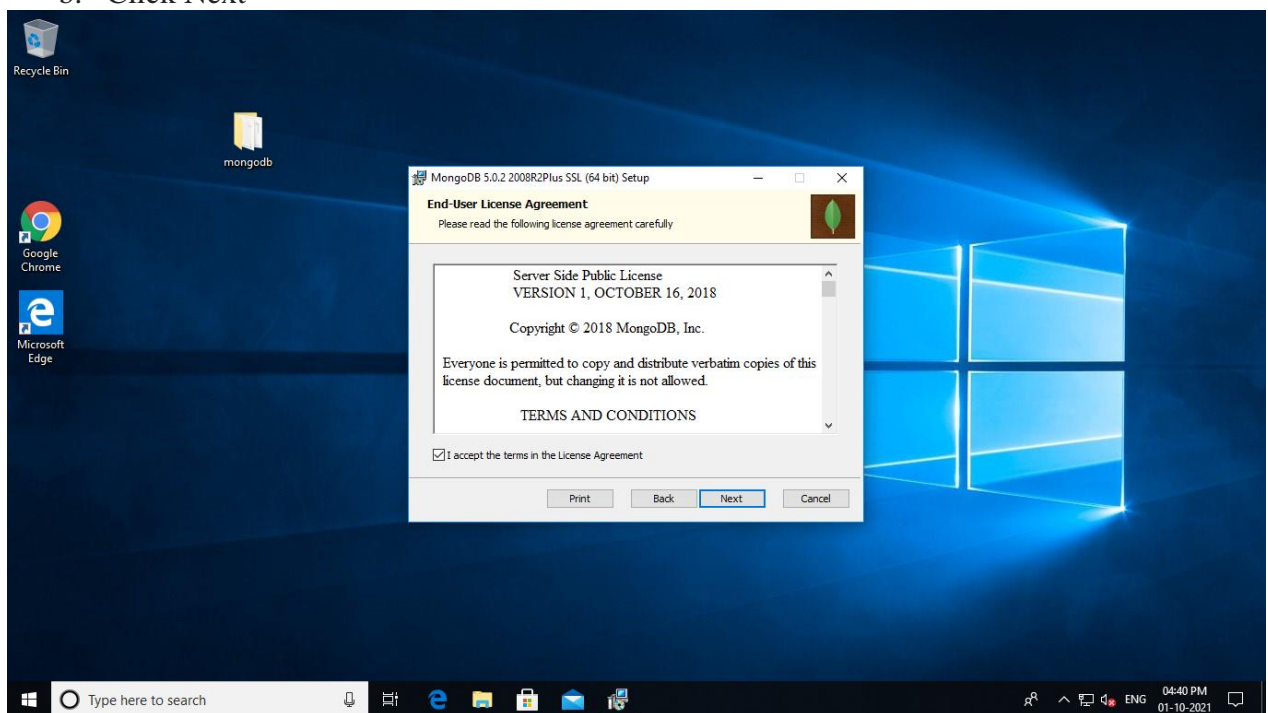 Click Next
Recycle Bin
mongodb
Google
Chrome
Microsoft
Edge
MongoDB 5.0.2 2008R2Plus SSL (64 bit) Setup
End-User License Agreement
Please read the following license agreement carefully
Server Side Public License
VERSION 1, OCTOBER 16, 2018
Copyright © 2018 MongoDB, Inc.
Everyone is permitted to copy and distribute verbatim copies of this
license document, but changing it is not allowed.
TERMS AND CONDITIONS
I accept the terms in the License Agreement
Print Back Next Cancel
Type here to search
ENG
04:40 PM
01-10-2021